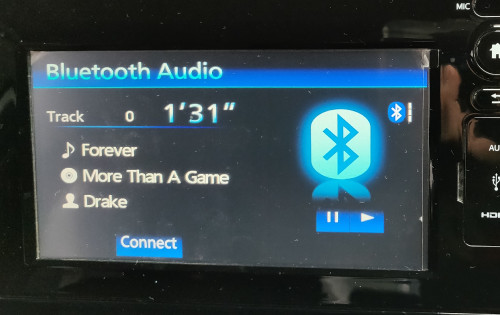 MIC
Bluetooth Audio
Track 0 1'31"
Forever
More Than A Game
Drake
Connect